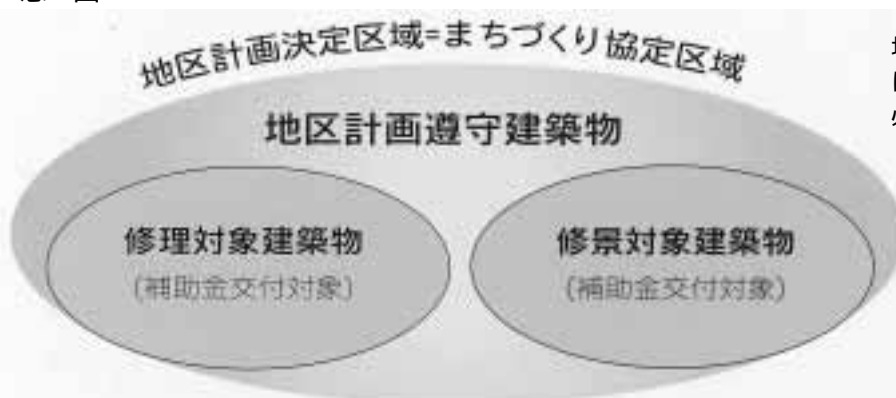 地区計画決定区域=まちづくり協定区域
地区計画遵守建築物
修理対象建築物
(補助金交付対象)
修景対象建築物
(補助金交付対象)